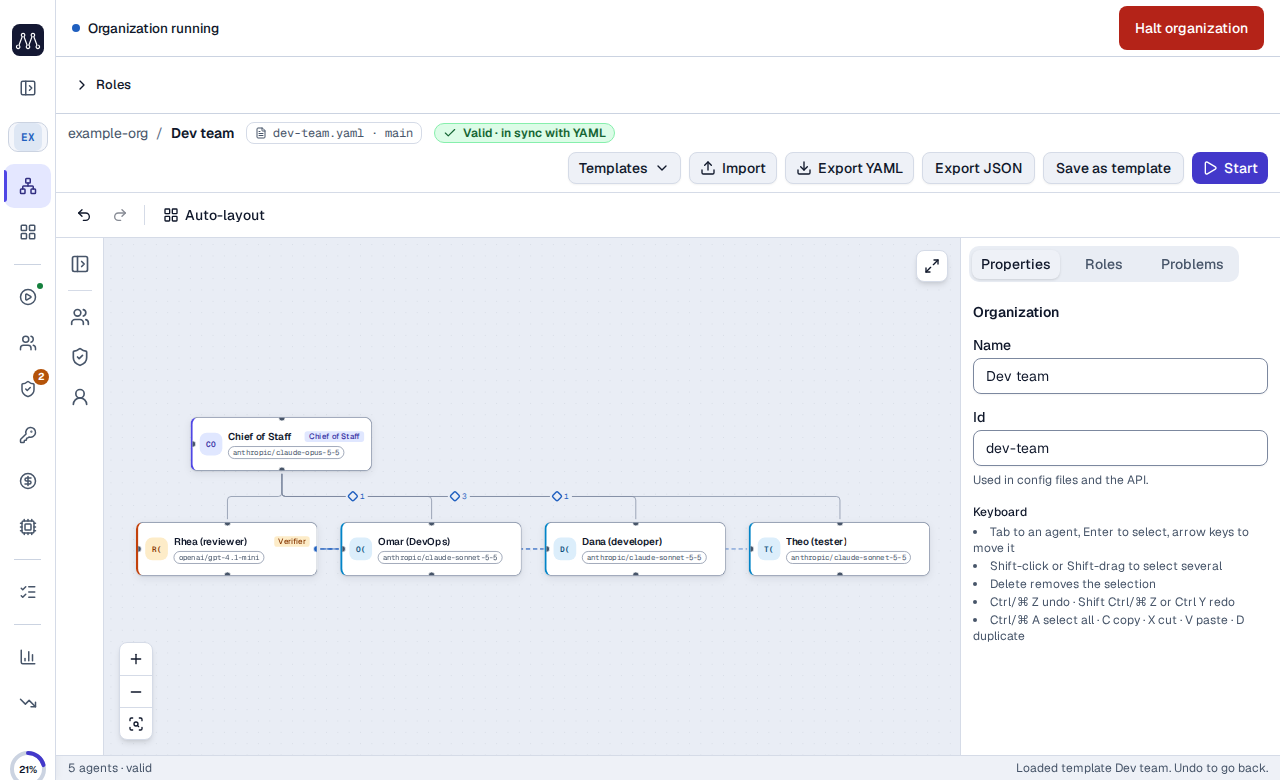 Organization running
Halt organization
Roles
EX
example-org / Dev team
dev-team.yaml · main
Valid · in sync with YAML
Templates
Import
Export YAML
Export JSON
Save as template
Start
Auto-layout
2
21%
CO
Chief of Staff
Chief of Staff
anthropic/claude-opus-5-5
1
3
1
R(
Rhea (reviewer)
Verifier
openai/gpt-4.1-mini
O(
Omar (DevOps)
anthropic/claude-sonnet-5-5
D(
Dana (developer)
anthropic/claude-sonnet-5-5
T(
Theo (tester)
anthropic/claude-sonnet-5-5
Properties
Roles
Problems
Organization
Name
Dev team
Id
dev-team
Used in config files and the API.
Keyboard
• Tab to an agent, Enter to select, arrow keys to
move it
• Shift-click or Shift-drag to select several
• Delete removes the selection
• Ctrl/⌘ Z undo · Shift Ctrl/⌘ Z or Ctrl Y redo
• Ctrl/⌘ A select all · C copy · X cut · V paste · D
duplicate
5 agents · valid
Loaded template Dev team. Undo to go back.